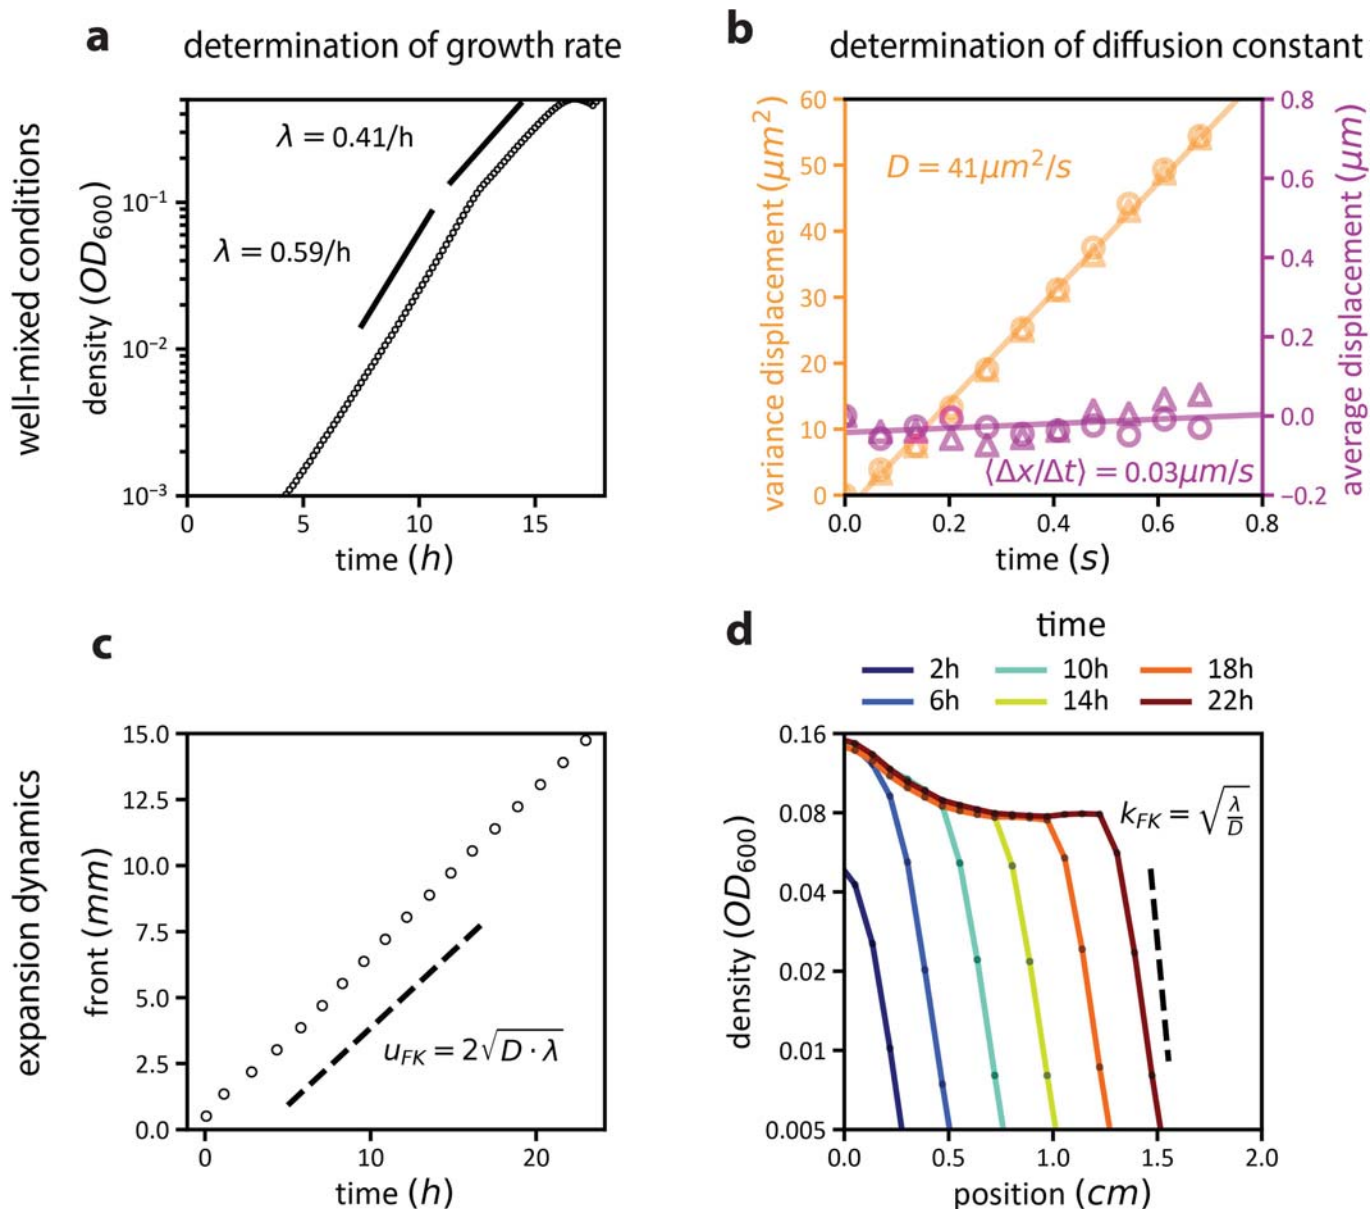 a
determination of growth rate
well-mixed conditions
density (OD600)
10−1
10−2
10−3
λ = 0.41/h
λ = 0.59/h
0 5 10 15
time (h)
b
determination of diffusion constant
variance displacement (μm2)
60
50
40
30
20
10
0
D = 41μm2/s
⟨Δx/Δt⟩ = 0.03μm/s
0.8
0.6
0.4
0.2
0.0
−0.2
average displacement (μm)
0.0 0.2 0.4 0.6 0.8
time (s)
c
expansion dynamics
front (mm)
15.0
12.5
10.0
7.5
5.0
2.5
0.0
uFK = 2√D · λ
0 10 20
time (h)
d
time
2h 10h 18h
6h 14h 22h
density (OD600)
0.16
0.08
0.04
0.02
0.01
0.005
kFK = √λ/D
0.0 0.5 1.0 1.5 2.0
position (cm)